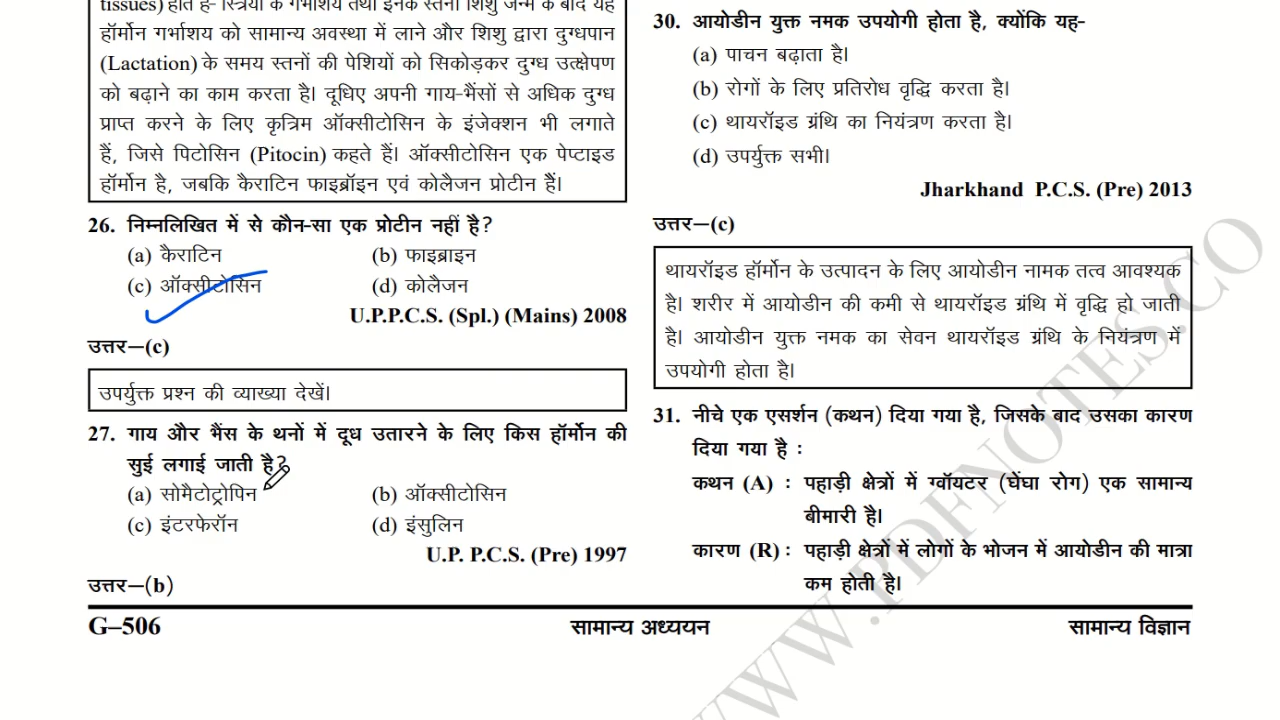 tissues) होते हैं- स्त्रियों के गर्भाशय तथा इनके स्तनों शिशु जन्म के बाद यह
हॉर्मोन गर्भाशय को सामान्य अवस्था में लाने और शिशु द्वारा दुग्धपान
(Lactation) के समय स्तनों की पेशियों को सिकोड़कर दुग्ध उत्क्षेपण
को बढ़ाने का काम करता है। दूधिए अपनी गाय-भैंसों से अधिक दुग्ध
प्राप्त करने के लिए कृत्रिम ऑक्सीटोसिन के इंजेक्शन भी लगाते
हैं, जिसे पिटोसिन (Pitocin) कहते हैं। ऑक्सीटोसिन एक पेप्टाइड
हॉर्मोन है, जबकि कैराटिन फाइब्रॉइन एवं कोलैजन प्रोटीन हैं।
26. निम्नलिखित में से कौन-सा एक प्रोटीन नहीं है?
(a) कैराटिन (b) फाइब्राइन
(c) ऑक्सीटोसिन (d) कोलैजन
U.P.P.C.S. (Spl.) (Mains) 2008
उत्तर–(c)
उपर्युक्त प्रश्न की व्याख्या देखें।
27. गाय और भैंस के थनों में दूध उतारने के लिए किस हॉर्मोन की
सुई लगाई जाती है?
(a) सोमैटोट्रोपिन (b) ऑक्सीटोसिन
(c) इंटरफेरॉन (d) इंसुलिन
U.P. P.C.S. (Pre) 1997
उत्तर–(b)
30. आयोडीन युक्त नमक उपयोगी होता है, क्योंकि यह-
(a) पाचन बढ़ाता है।
(b) रोगों के लिए प्रतिरोध वृद्धि करता है।
(c) थायरॉइड ग्रंथि का नियंत्रण करता है।
(d) उपर्युक्त सभी।
Jharkhand P.C.S. (Pre) 2013
उत्तर–(c)
थायरॉइड हॉर्मोन के उत्पादन के लिए आयोडीन नामक तत्व आवश्यक
है। शरीर में आयोडीन की कमी से थायरॉइड ग्रंथि में वृद्धि हो जाती
है। आयोडीन युक्त नमक का सेवन थायरॉइड ग्रंथि के नियंत्रण में
उपयोगी होता है।
31. नीचे एक एसर्शन (कथन) दिया गया है, जिसके बाद उसका कारण
दिया गया है :
कथन (A) : पहाड़ी क्षेत्रों में ग्वॉयटर (घेंघा रोग) एक सामान्य
बीमारी है।
कारण (R) : पहाड़ी क्षेत्रों में लोगों के भोजन में आयोडीन की मात्रा
कम होती है।
G–506 सामान्य अध्ययन सामान्य विज्ञान
WWW.PDFNOTES.CO